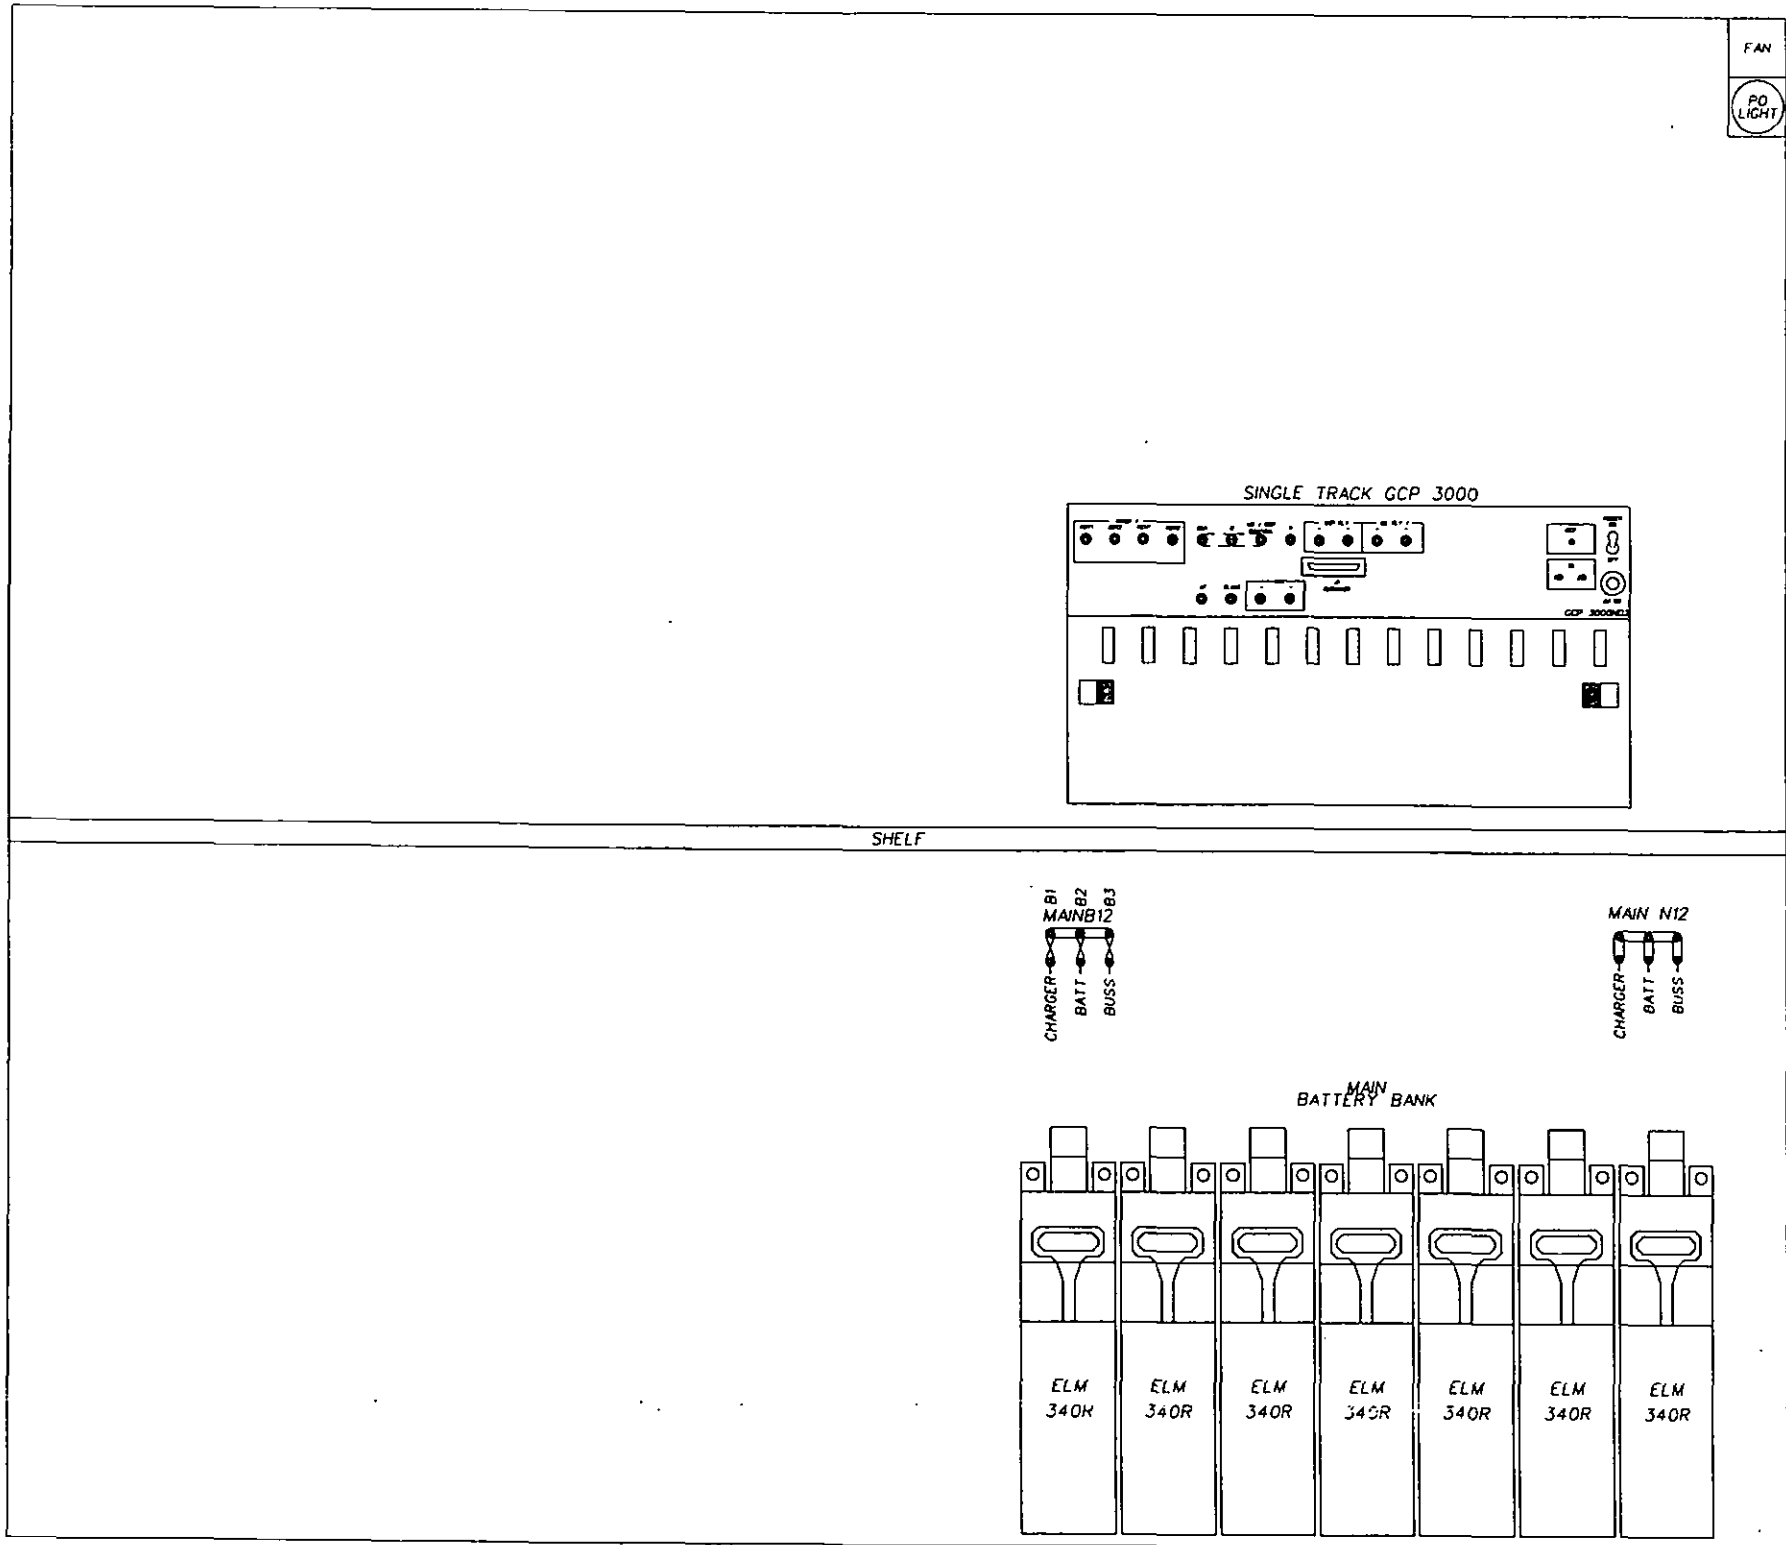 FAN
PO
LIGHT
SINGLE TRACK GCP 3000
SHELF
B1 B2 B3
MAINB12
CHARGER
BATT
BUSS
MAIN N12
CHARGER
BATT
BUSS
MAIN
BATTERY BANK
ELM
340R
ELM
340R
ELM
340R
ELM
340R
ELM
340R
ELM
340R
ELM
340R